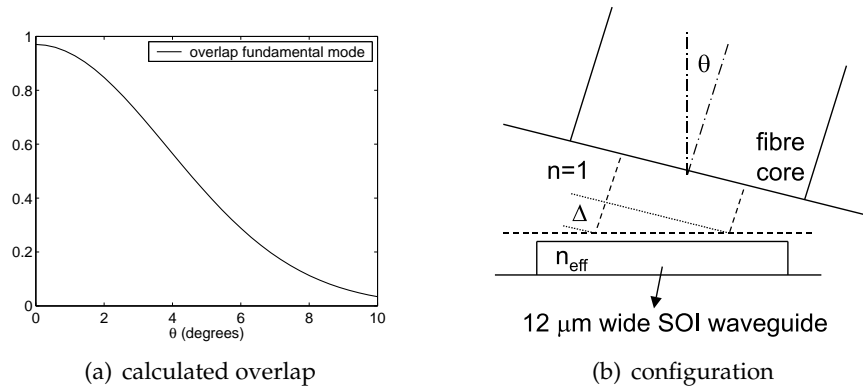 1
0.8
0.6
0.4
0.2
0
0 2 4 6 8 10
θ (degrees)
overlap fundamental mode
(a) calculated overlap
θ
fibre
core
n=1
Δ
neff
12 μm wide SOI waveguide
(b) configuration